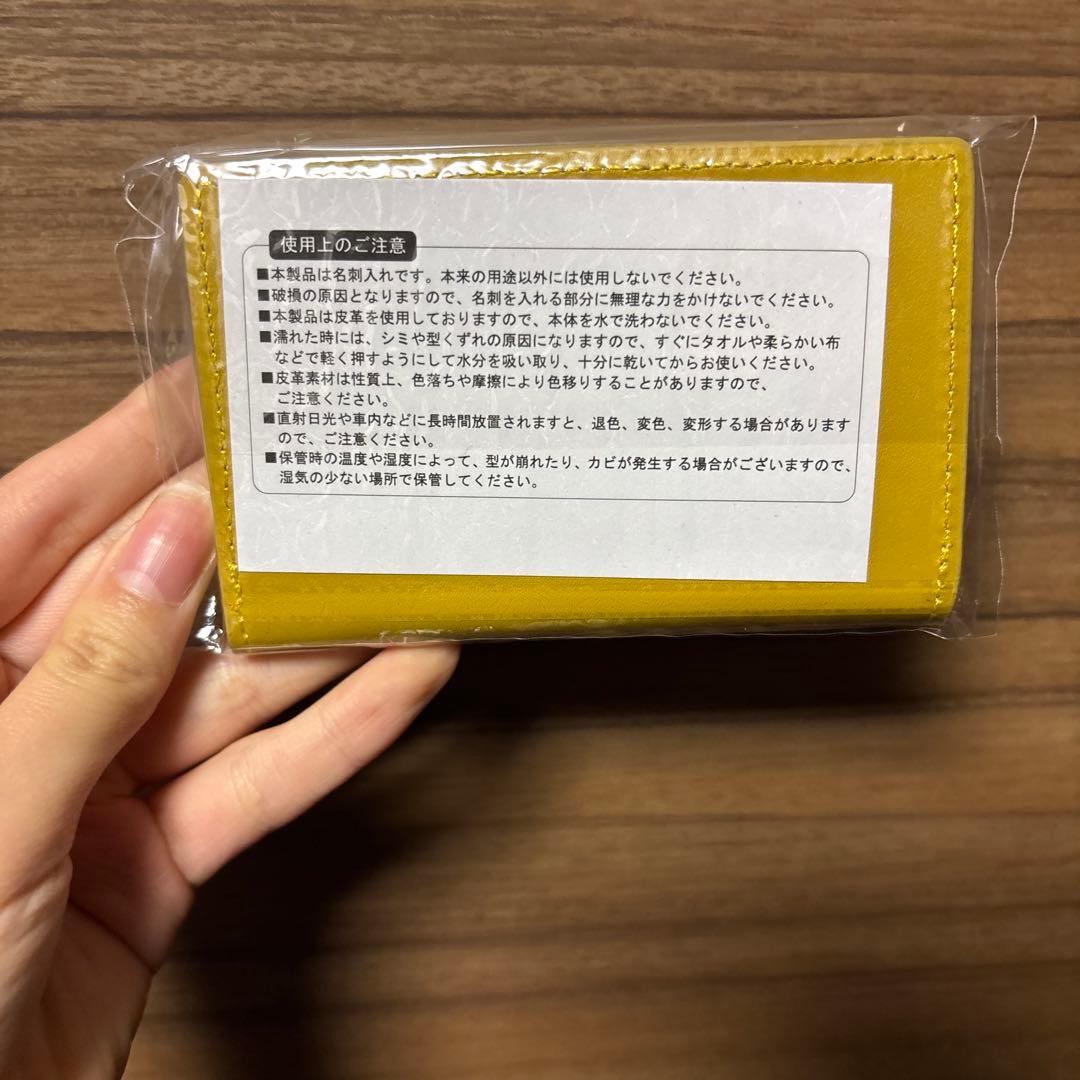 使用上のご注意
■本製品は名刺入れです。本来の用途以外には使用しないでください。
■破損の原因となりますので、名刺を入れる部分に無理な力をかけないでください。
■本製品は皮革を使用しておりますので、本体を水で洗わないでください。
■濡れた時には、シミや型くずれの原因になりますので、すぐにタオルや柔らかい布
などで軽く押すようにして水分を吸い取り、十分に乾いてからお使いください。
■皮革素材は性質上、色落ちや摩擦により色移りすることがありますので、
ご注意ください。
■直射日光や車内などに長時間放置されますと、退色、変色、変形する場合があります
ので、ご注意ください。
■保管時の温度や湿度によって、型が崩れたり、カビが発生する場合がございますので、
湿気の少ない場所で保管してください。